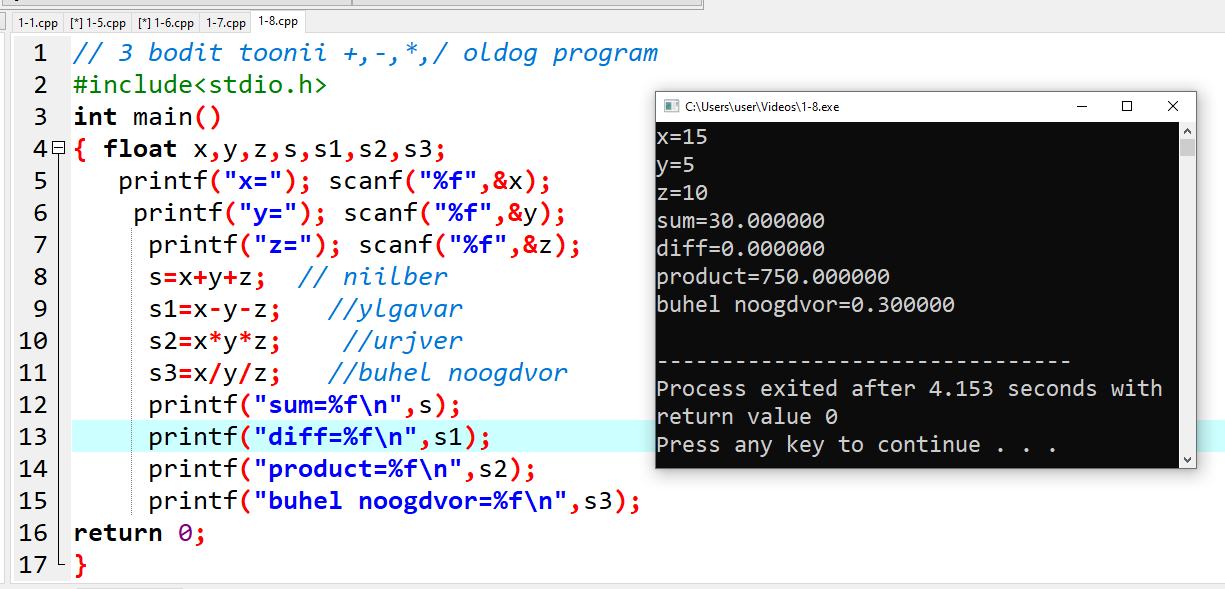 1-1.cpp [*] 1-5.cpp [*] 1-6.cpp 1-7.cpp 1-8.cpp
1 // 3 bodit toonii +,-,*,/ oldog program
2 #include<stdio.h>
3 int main()
4 { float x,y,z,s,s1,s2,s3;
5 printf("x="); scanf("%f",&x);
6 printf("y="); scanf("%f",&y);
7 printf("z="); scanf("%f",&z);
8 s=x+y+z; // niilber
9 s1=x-y-z; //ylgavar
10 s2=x*y*z; //urjver
11 s3=x/y/z; //buhel noogdvor
12 printf("sum=%f\n",s);
13 printf("diff=%f\n",s1);
14 printf("product=%f\n",s2);
15 printf("buhel noogdvor=%f\n",s3);
16 return 0;
17 }
C:\Users\user\Videos\1-8.exe
x=15
y=5
z=10
sum=30.000000
diff=0.000000
product=750.000000
buhel noogdvor=0.300000
--------------------------------
Process exited after 4.153 seconds with
return value 0
Press any key to continue . . .